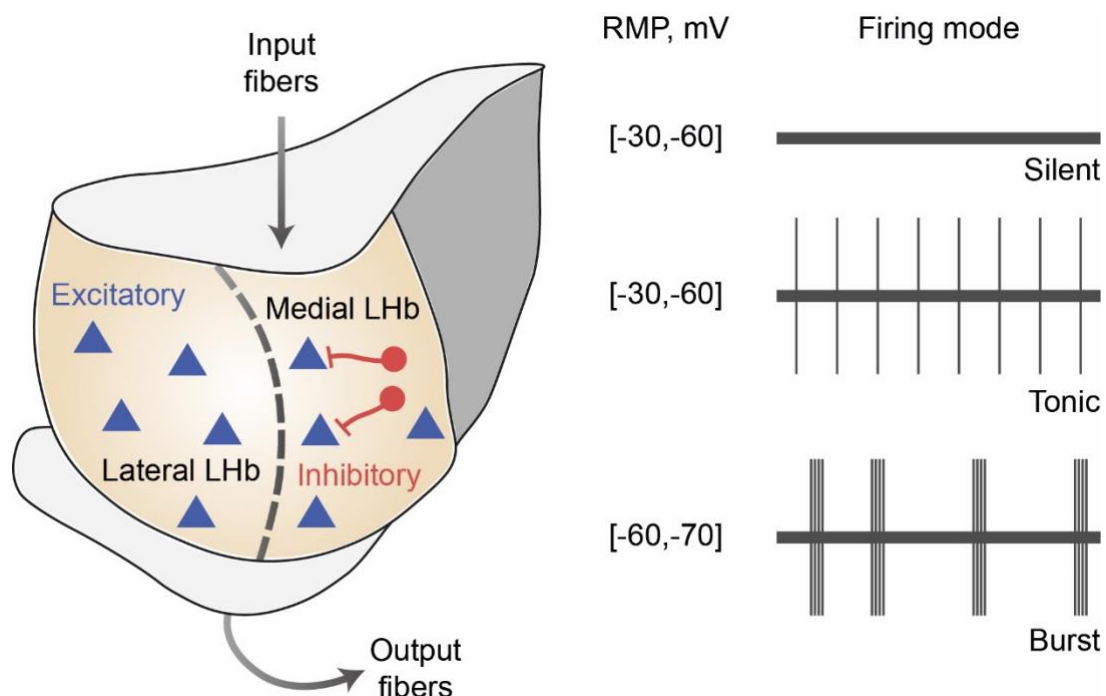 Input
fibers
Excitatory
Medial LHb
Lateral LHb
Inhibitory
Output
fibers
RMP, mV
Firing mode
[-30,-60]
Silent
[-30,-60]
Tonic
[-60,-70]
Burst